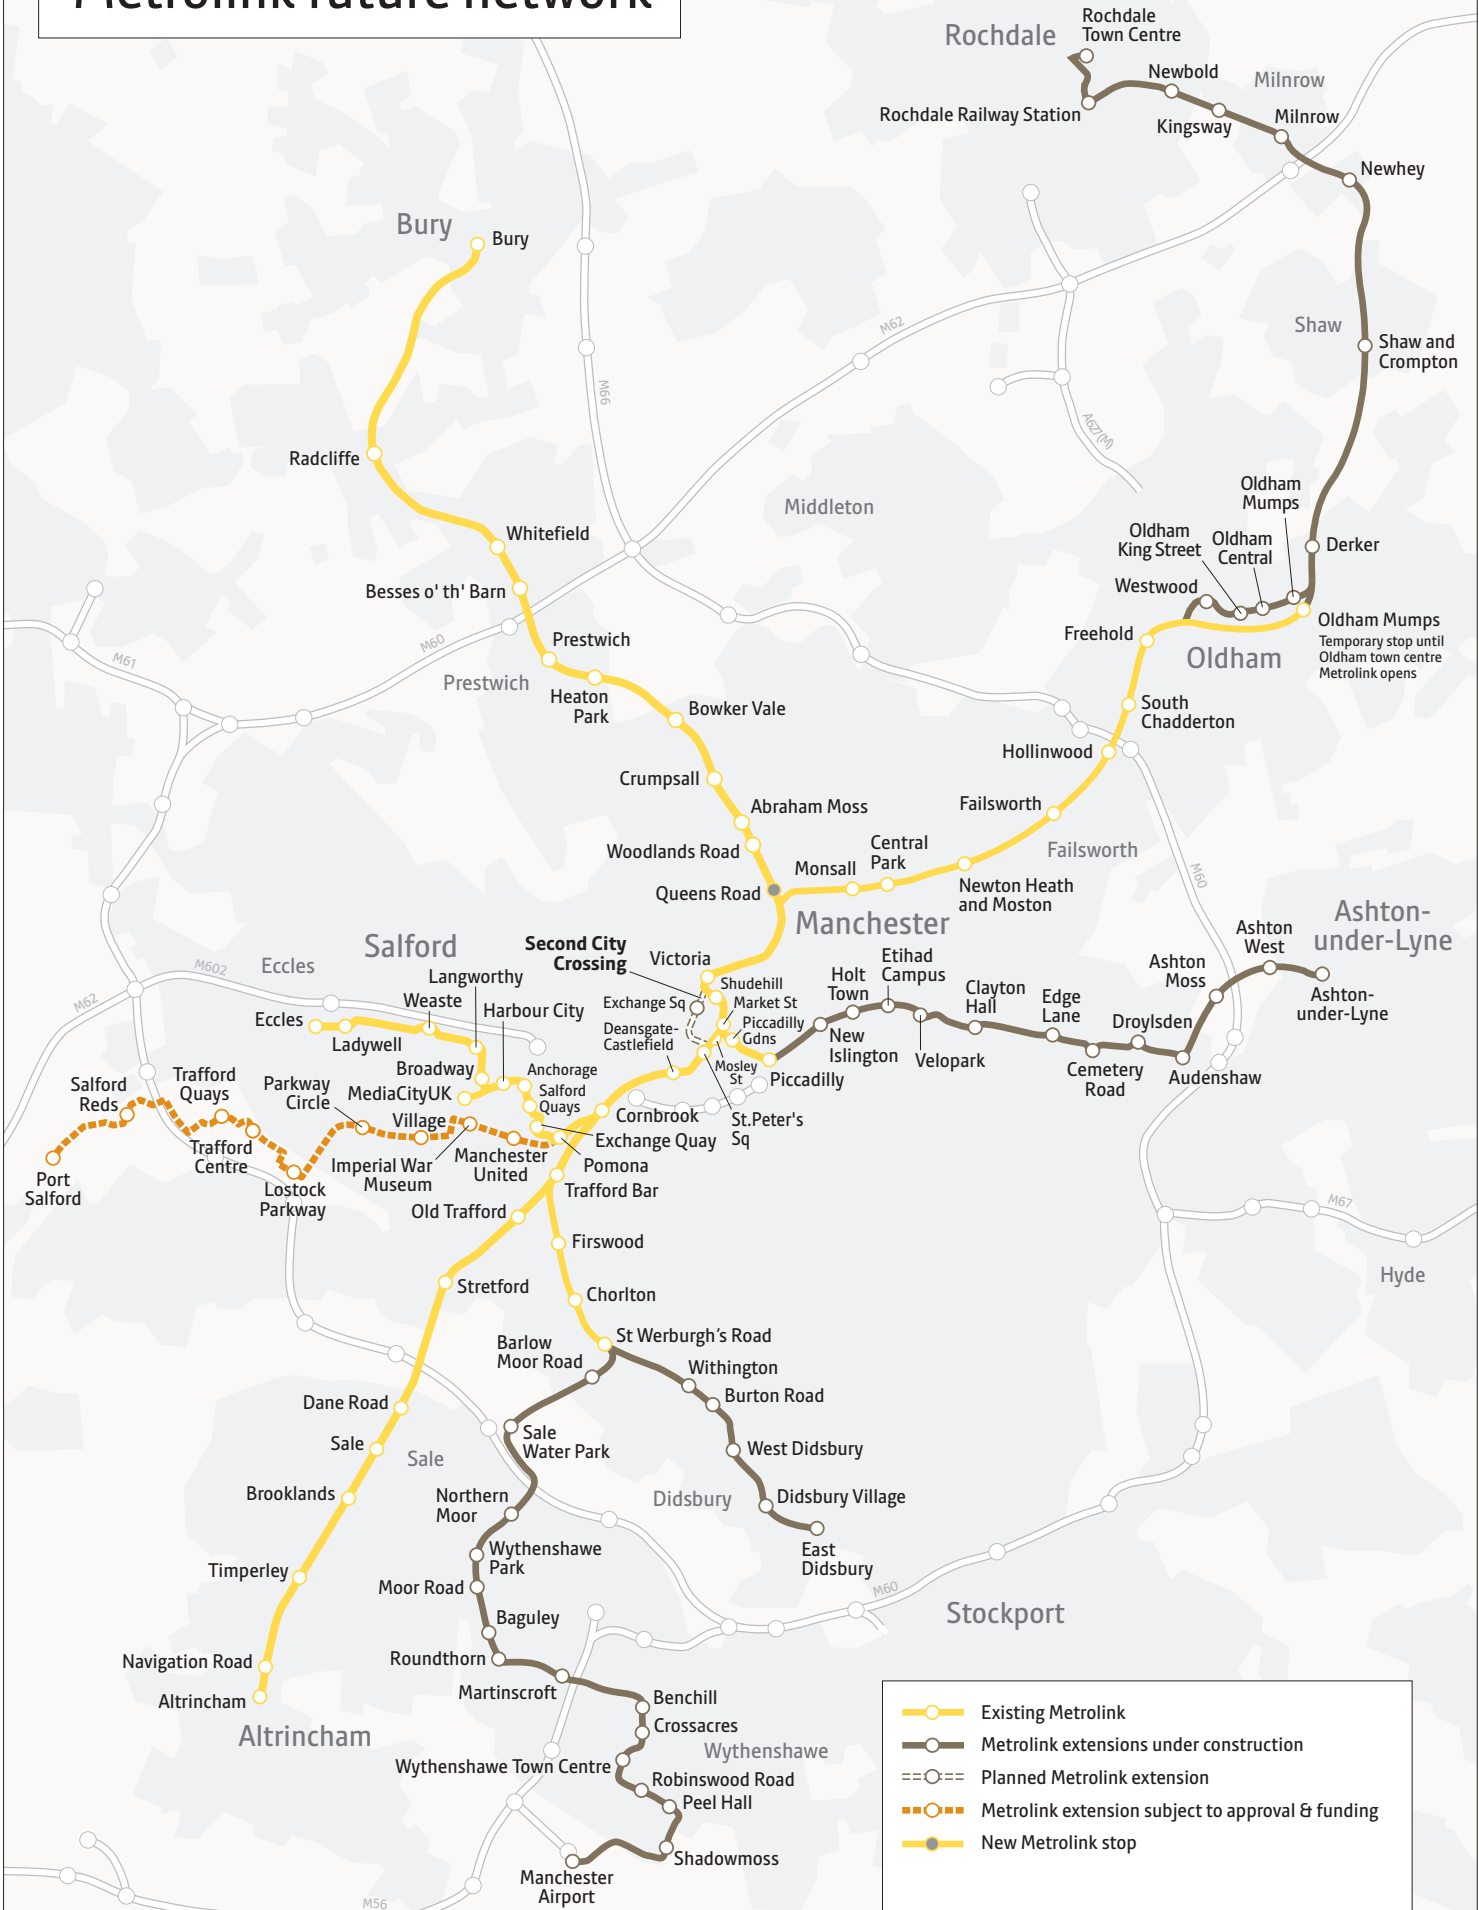 Metrolink future network
Rochdale
Rochdale
Town Centre
Newbold
Milnrow
Rochdale Railway Station
Kingsway
Milnrow
Newhey
Bury
Bury
Shaw
Shaw and
Crompton
M62
M66
A627(M)
Radcliffe
Middleton
Whitefield
Oldham
Mumps
Oldham
King Street
Oldham
Central
Derker
Westwood
Besses o' th' Barn
Oldham Mumps
Temporary stop until
Oldham town centre
Metrolink opens
Freehold
Oldham
M61
M60
Prestwich
Prestwich
Heaton
Park
Bowker Vale
South
Chadderton
Hollinwood
Crumpsall
Abraham Moss
Failsworth
Failsworth
Woodlands Road
Monsall
Central
Park
Queens Road
Newton Heath
and Moston
M60
Manchester
Ashton-
under-Lyne
Salford
Second City
Crossing
Victoria
Etihad
Campus
Ashton
West
Ashton
Moss
M602
Eccles
Langworthy
Shudehill
Holt
Town
Clayton
Hall
Edge
Lane
Ashton-
under-Lyne
M62
Weaste
Harbour City
Exchange Sq
Market St
Eccles
Ladywell
Deansgate-
Castlefield
Piccadilly
Gdns
New
Islington
Velopark
Droylsden
Broadway
Anchorage
Mosley
St
Piccadilly
Cemetery
Road
Audenshaw
Salford
Reds
Trafford
Quays
Parkway
Circle
MediaCityUK
Salford
Quays
Village
Cornbrook
St.Peter's
Sq
Trafford
Centre
Imperial War
Museum
Manchester
United
Exchange Quay
Pomona
Port
Salford
Lostock
Parkway
Trafford Bar
Old Trafford
M67
Firswood
Hyde
Stretford
Chorlton
St Werburgh's Road
Barlow
Moor Road
Withington
Burton Road
Dane Road
Sale
Water Park
Sale
Sale
West Didsbury
Brooklands
Northern
Moor
Didsbury
Didsbury Village
Wythenshawe
Park
East
Didsbury
Timperley
Moor Road
M60
Baguley
Stockport
Navigation Road
Roundthorn
Altrincham
Martinscroft
Benchill
Altrincham
Crossacres
Wythenshawe
Wythenshawe Town Centre
Robinswood Road
Peel Hall
Shadowmoss
Manchester
Airport
M56
Existing Metrolink
Metrolink extensions under construction
Planned Metrolink extension
Metrolink extension subject to approval & funding
New Metrolink stop